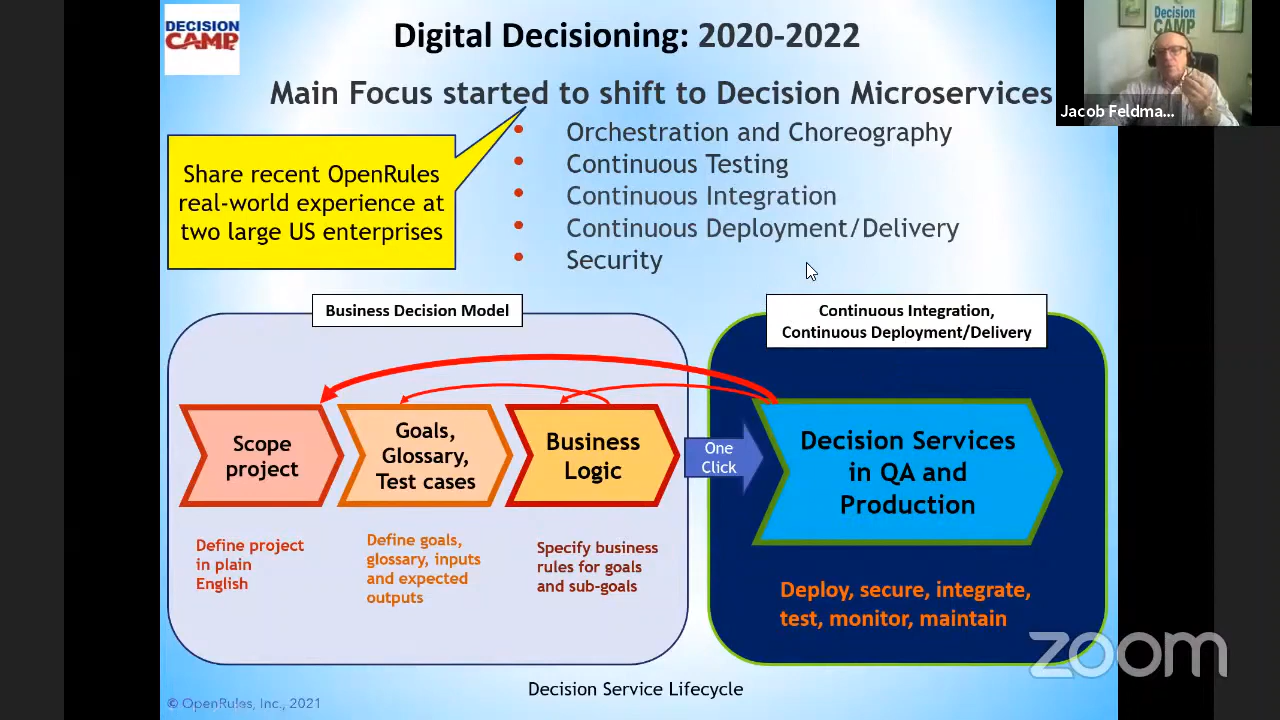 DECISION
CAMP
Digital Decisioning: 2020-2022
Decision
CAMP
Jacob Feldma...
Main Focus started to shift to Decision Microservices
• Orchestration and Choreography
• Continuous Testing
• Continuous Integration
• Continuous Deployment/Delivery
• Security
Share recent OpenRules
real-world experience at
two large US enterprises
Business Decision Model
Continuous Integration,
Continuous Deployment/Delivery
Scope
project
Goals,
Glossary,
Test cases
Business
Logic
One
Click
Decision Services
in QA and
Production
Define project
in plain
English
Define goals,
glossary, inputs
and expected
outputs
Specify business
rules for goals
and sub-goals
Deploy, secure, integrate,
test, monitor, maintain
zoom
Decision Service Lifecycle
© OpenRules, Inc., 2021